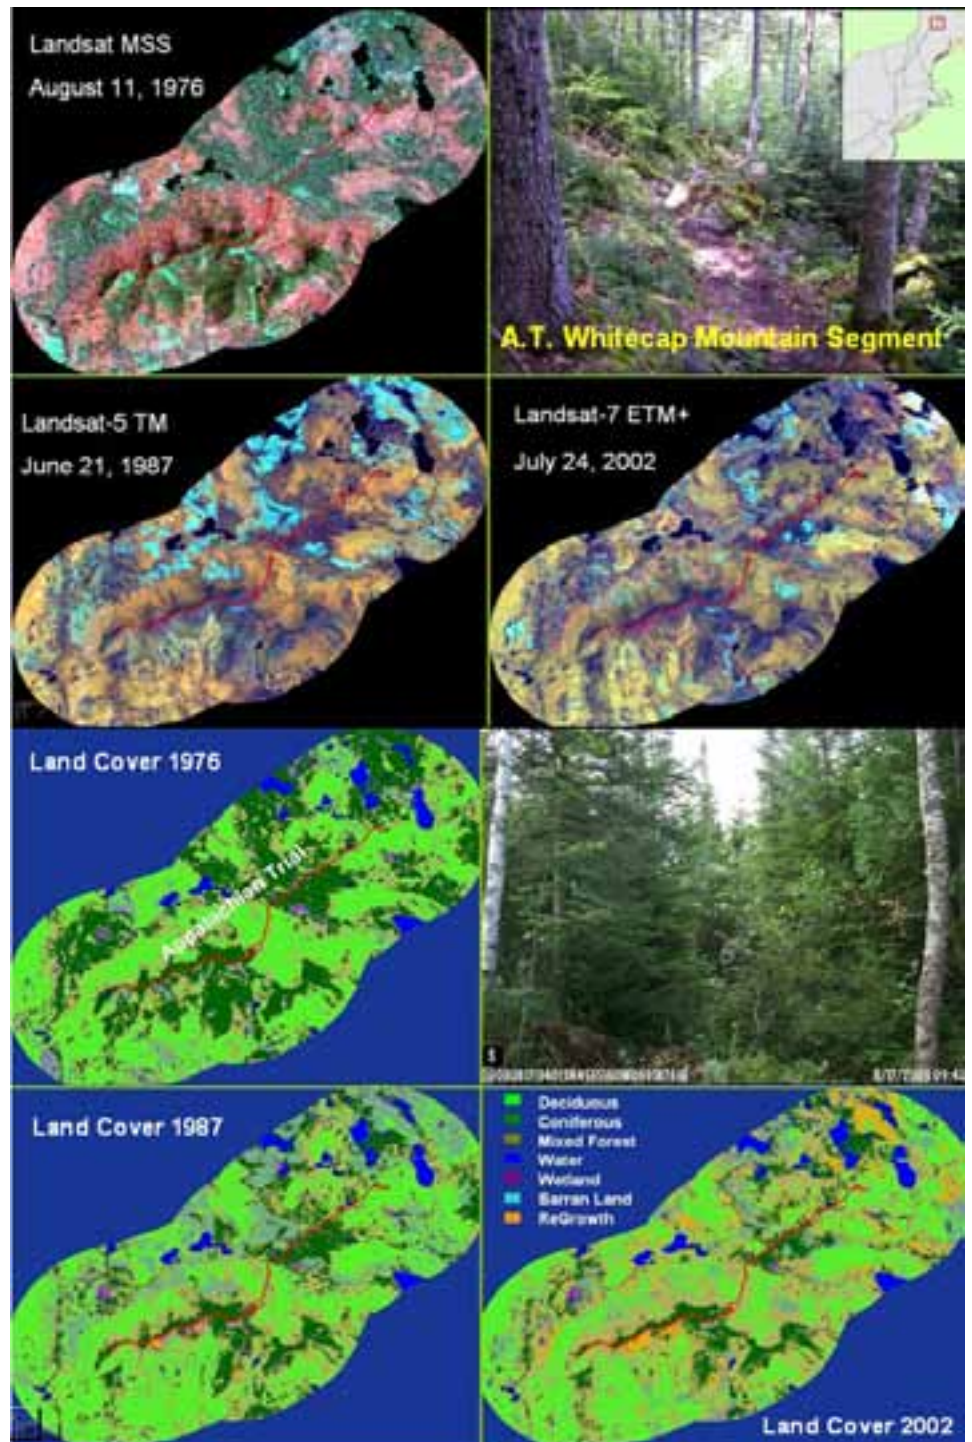 Landsat MSS
August 11, 1976
A.T. Whitecap Mountain Segment
Landsat-5 TM
June 21, 1987
Landsat-7 ETM+
July 24, 2002
Land Cover 1976
Appalachian Trial
Land Cover 1987
Deciduous
Coniferous
Mixed Forest
Water
Wetland
Barran Land
ReGrowth
Land Cover 2002